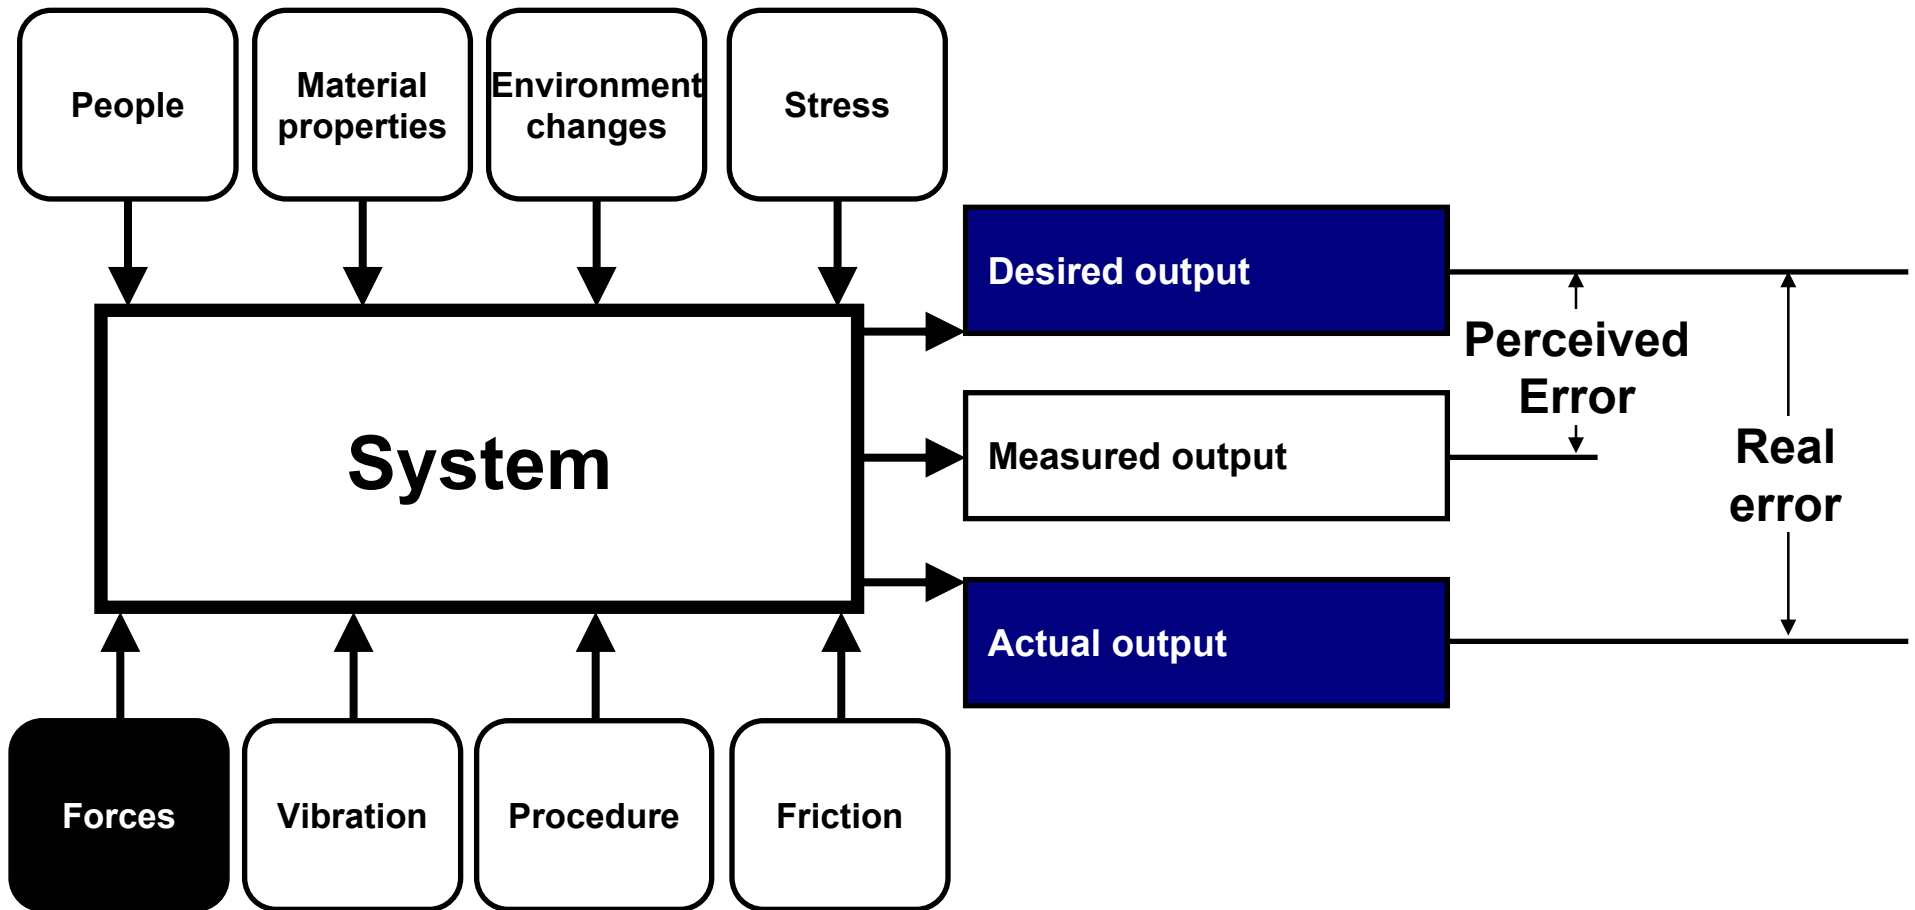 People
Material
properties
Environment
changes
Stress
Desired output
Perceived
Error
System
Measured output
Real
error
Actual output
Forces
Vibration
Procedure
Friction